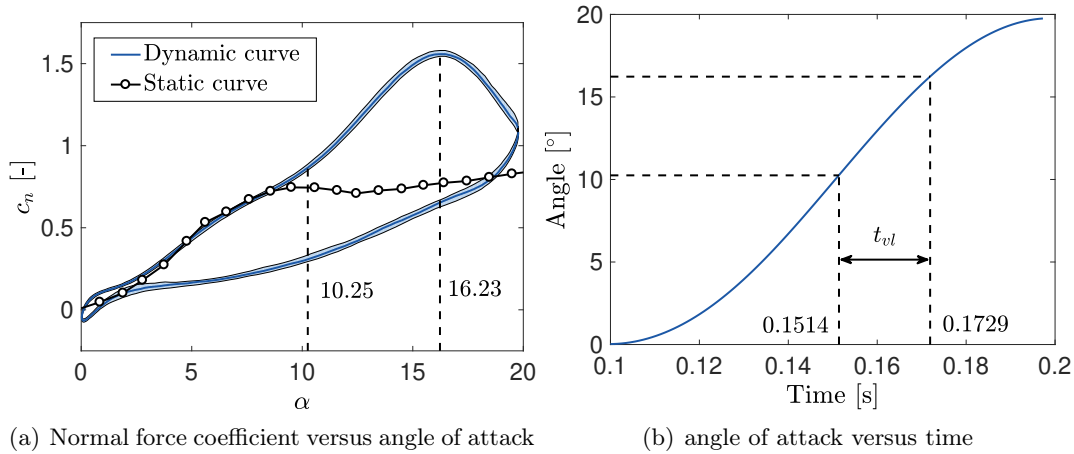 Dynamic curve
Static curve
1.5
1
0.5
0
c_n [-]
10.25
16.23
0 5 10 15 20
α
(a) Normal force coefficient versus angle of attack
20
15
10
5
0
Angle [°]
t_{vl}
0.1514
0.1729
0.1 0.12 0.14 0.16 0.18 0.2
Time [s]
(b) angle of attack versus time